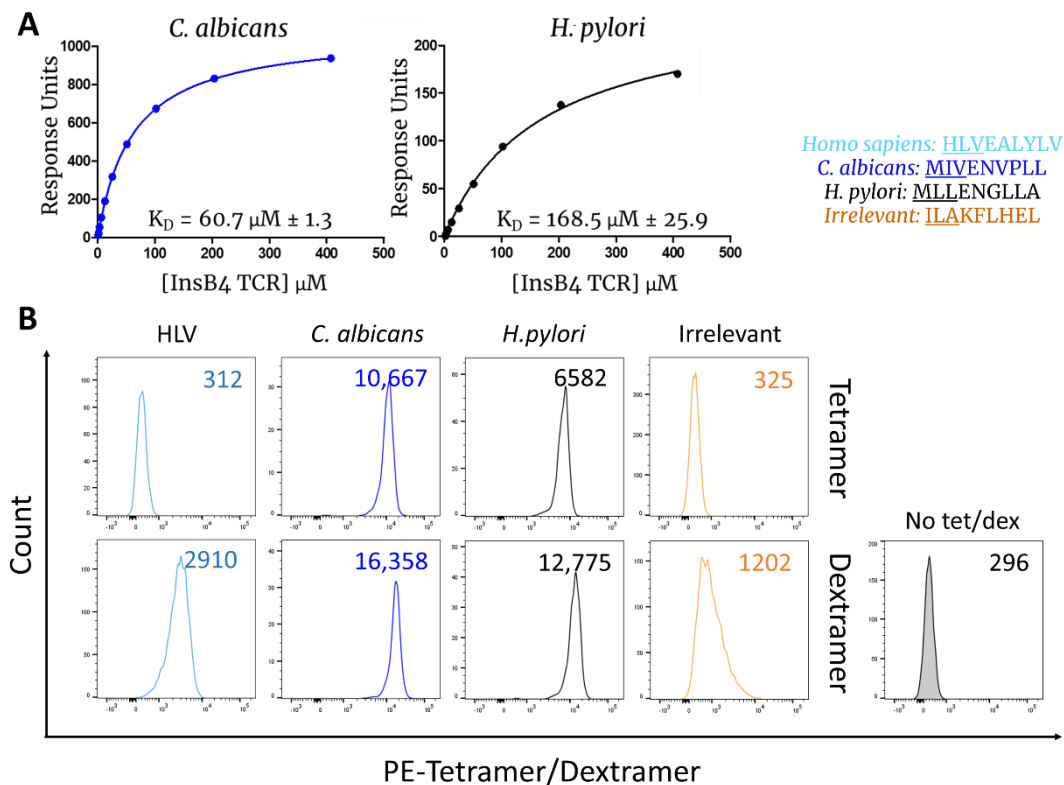 A
C. albicans
Response Units
1000
800
600
400
200
0
0 100 200 300 400 500
K_D = 60.7 µM ± 1.3
[InsB4 TCR] µM
H. pylori
Response Units
200
150
100
50
0
0 100 200 300 400 500
K_D = 168.5 µM ± 25.9
[InsB4 TCR] µM
Homo sapiens: HLVEALYLV
C. albicans: MIVENVPLL
H. pylori: MLLENGLLA
Irrelevant: ILAKFLHEL
B
HLV C. albicans H.pylori Irrelevant
312 10,667 6582 325
Tetramer
2910 16,358 12,775 1202
Dextramer
No tet/dex
296
Count
PE-Tetramer/Dextramer